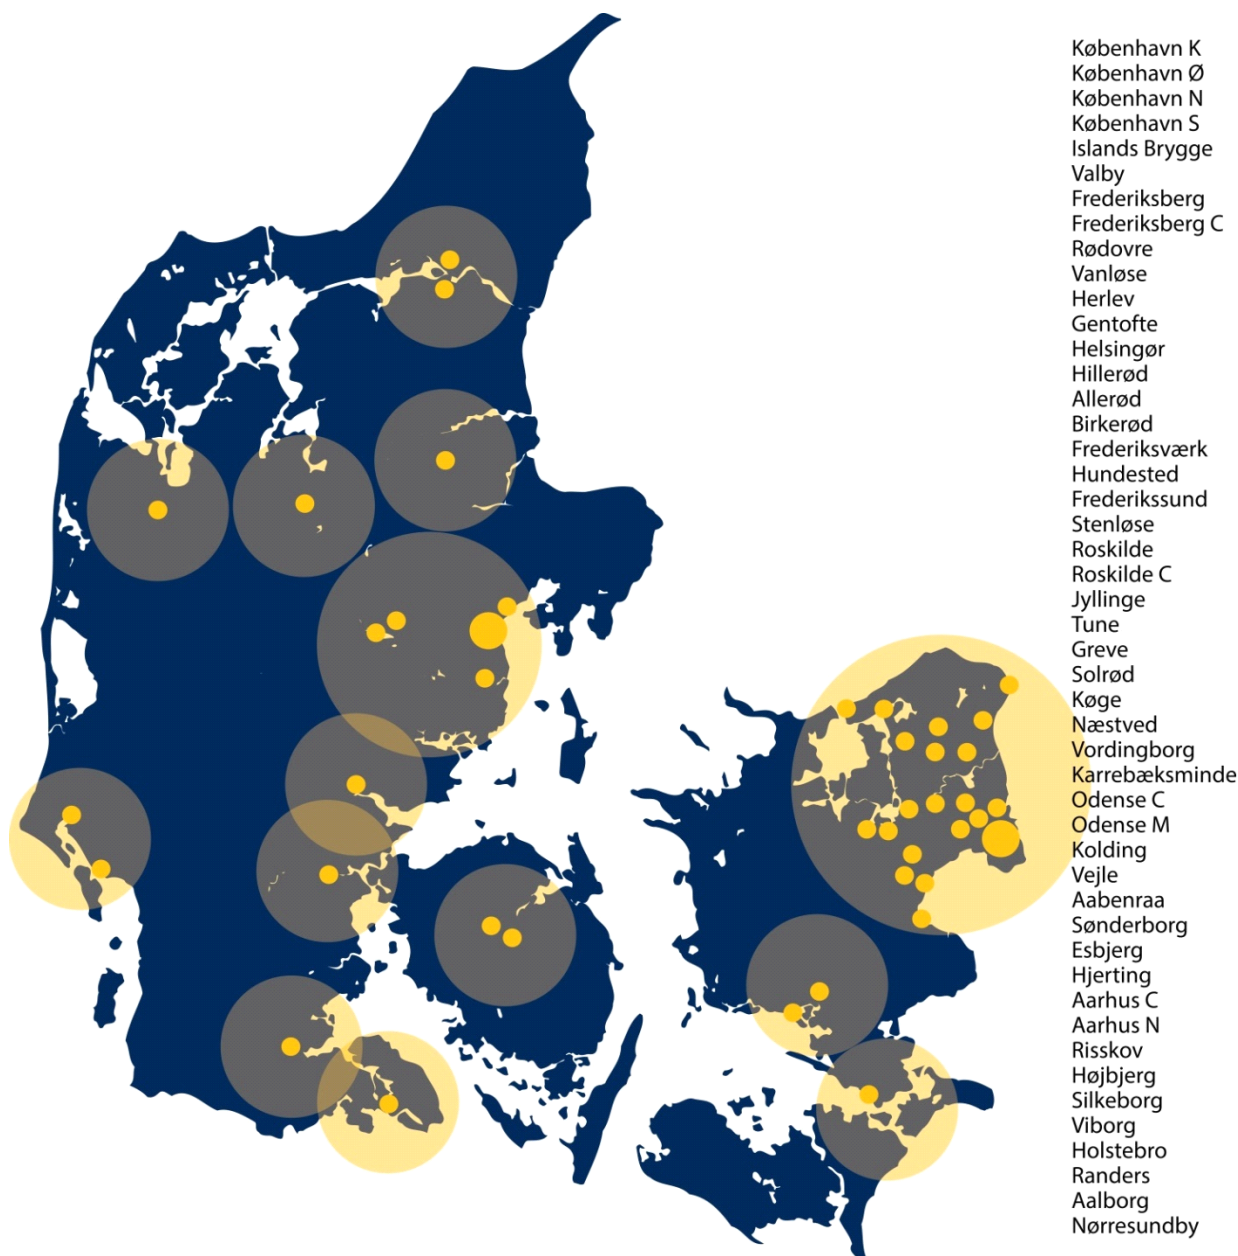 København K
København Ø
København N
København S
Islands Brygge
Valby
Frederiksberg
Frederiksberg C
Rødovre
Vanløse
Herlev
Gentofte
Helsingør
Hillerød
Allerød
Birkerød
Frederiksværk
Hundested
Frederikssund
Stenløse
Roskilde
Roskilde C
Jyllinge
Tune
Greve
Solrød
Køge
Næstved
Vordingborg
Karrebæksminde
Odense C
Odense M
Kolding
Vejle
Aabenraa
Sønderborg
Esbjerg
Hjerting
Aarhus C
Aarhus N
Risskov
Højbjerg
Silkeborg
Viborg
Holstebro
Randers
Aalborg
Nørresundby